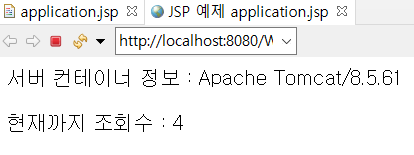 application.jsp
JSP 예제 application.jsp
http://localhost:8080/W
서버 컨테이너 정보 : Apache Tomcat/8.5.61
현재까지 조회수 : 4